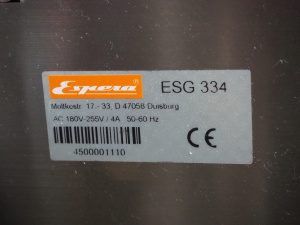 Espera ESG 334
Moltkestr. 17 - 33, D 47058 Duisburg
AC 180V-255V / 4A 50-60 Hz
CE
4500001110